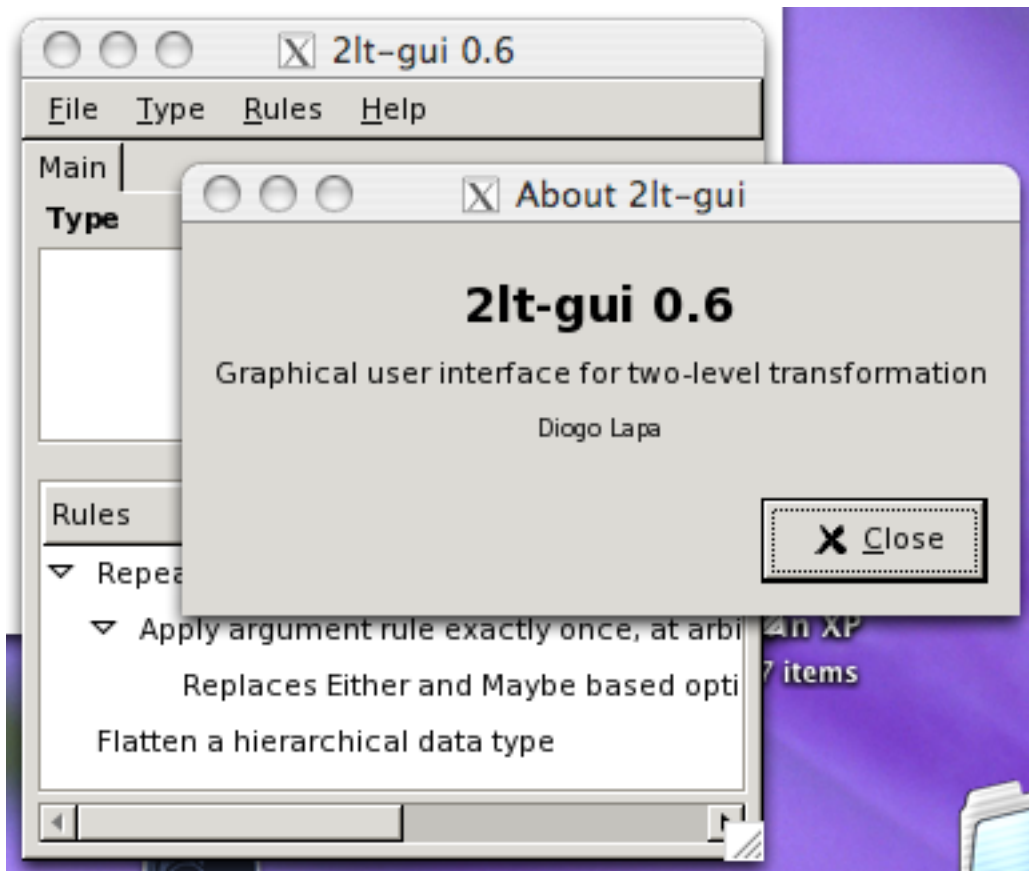 2lt-gui 0.6
File Type Rules Help
Main
Type
About 2lt-gui
2lt-gui 0.6
Graphical user interface for two-level transformation
Diogo Lapa
Close
Rules
Apply argument rule exactly once, at
Replaces Either and Maybe based
Flatten a hierarchical data type
XP
7 items